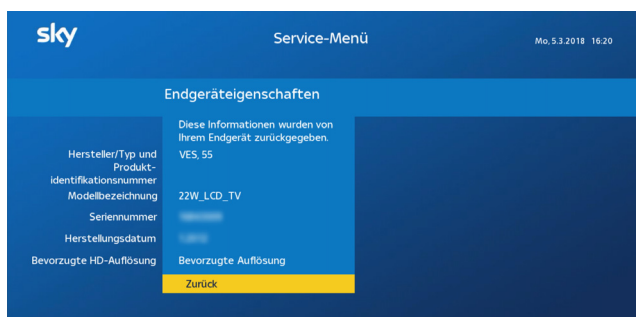 sky
Service-Menü
Mo, 5.3.2018 16:20
Endgeräteigenschaften
Diese Informationen wurden von
Ihrem Endgerät zurückgegeben.
Hersteller/Typ und
Produkt-
identifikationsnummer
VES, 55
Modellbezeichnung
22W_LCD_TV
Seriennummer
Herstellungsdatum
Bevorzugte HD-Auflösung
Bevorzugte Auflösung
Zurück